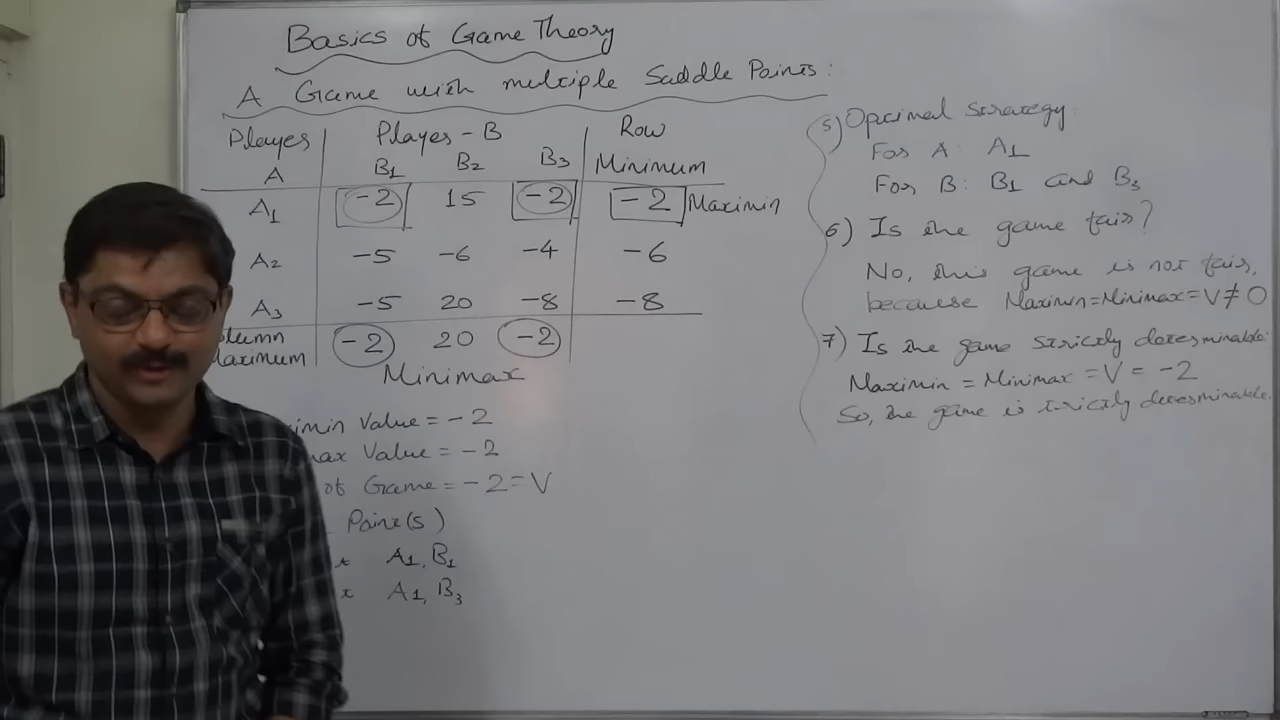 Basics of Game Theory
A Game with multiple Saddle Points:
Players Player - B Row
A B1 B2 B3 Minimum
A1 -2 15 -2 -2 Maximin
A2 -5 -6 -4 -6
A3 -5 20 -8 -8
-2 20 -2
Minimax
Value = -2
Value = -2
of Game = -2 = V
Point(s)
A1, B1
A1, B3
5) Optimal Strategy
For A: A1
For B: B1 and B3
6) Is the game fair?
No, this game is not fair,
because Maximin = Minimax = V ≠ 0
7) Is the game strictly determinable:
Maximin = Minimax = V = -2
So, the game is strictly determinable.